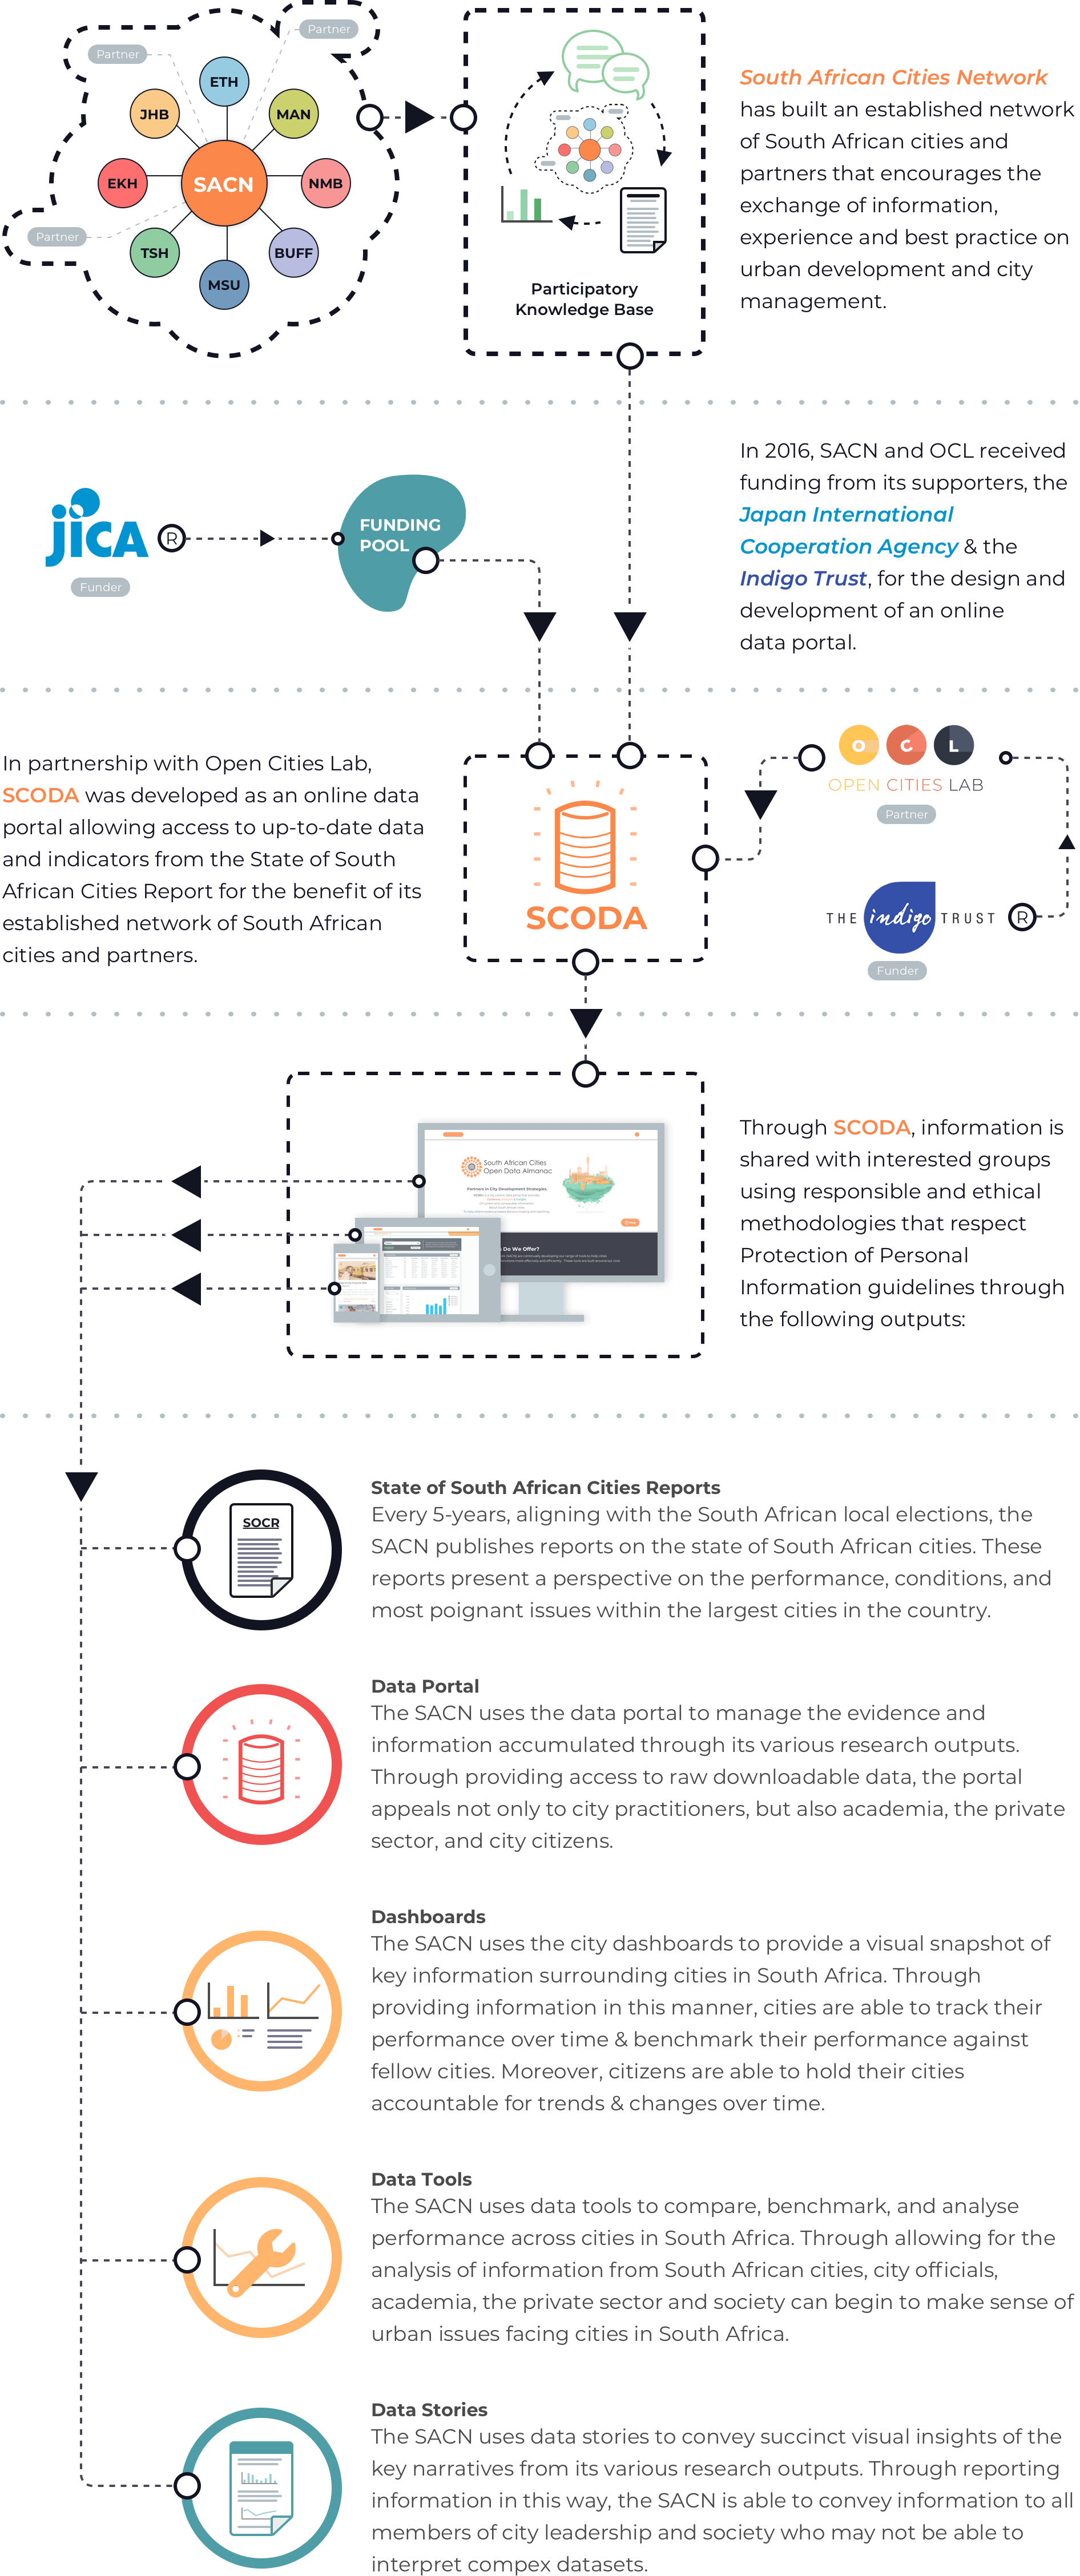 Partner
Partner
ETH
JHB
MAN
EKH
SACN
NMB
Partner
TSH
BUFF
MSU
Participatory
Knowledge Base
South African Cities Network
has built an established network
of South African cities and
partners that encourages the
exchange of information,
experience and best practice on
urban development and city
management.
jica
R
Funder
FUNDING
POOL
In 2016, SACN and OCL received
funding from its supporters, the
Japan International
Cooperation Agency & the
Indigo Trust, for the design and
development of an online
data portal.
In partnership with Open Cities Lab,
SCODA was developed as an online data
portal allowing access to up-to-date data
and indicators from the State of South
African Cities Report for the benefit of its
established network of South African
cities and partners.
SCODA
O C L
OPEN CITIES LAB
Partner
THE indigo TRUST
R
Funder
South African Cities
Open Data Almanac
Partners in City Development Strategies.
Do We Offer?
Through SCODA, information is
shared with interested groups
using responsible and ethical
methodologies that respect
Protection of Personal
Information guidelines through
the following outputs:
SOCR
State of South African Cities Reports
Every 5-years, aligning with the South African local elections, the
SACN publishes reports on the state of South African cities. These
reports present a perspective on the performance, conditions, and
most poignant issues within the largest cities in the country.
Data Portal
The SACN uses the data portal to manage the evidence and
information accumulated through its various research outputs.
Through providing access to raw downloadable data, the portal
appeals not only to city practitioners, but also academia, the private
sector, and city citizens.
Dashboards
The SACN uses the city dashboards to provide a visual snapshot of
key information surrounding cities in South Africa. Through
providing information in this manner, cities are able to track their
performance over time & benchmark their performance against
fellow cities. Moreover, citizens are able to hold their cities
accountable for trends & changes over time.
Data Tools
The SACN uses data tools to compare, benchmark, and analyse
performance across cities in South Africa. Through allowing for the
analysis of information from South African cities, city officials,
academia, the private sector and society can begin to make sense of
urban issues facing cities in South Africa.
Data Stories
The SACN uses data stories to convey succinct visual insights of the
key narratives from its various research outputs. Through reporting
information in this way, the SACN is able to convey information to all
members of city leadership and society who may not be able to
interpret compex datasets.